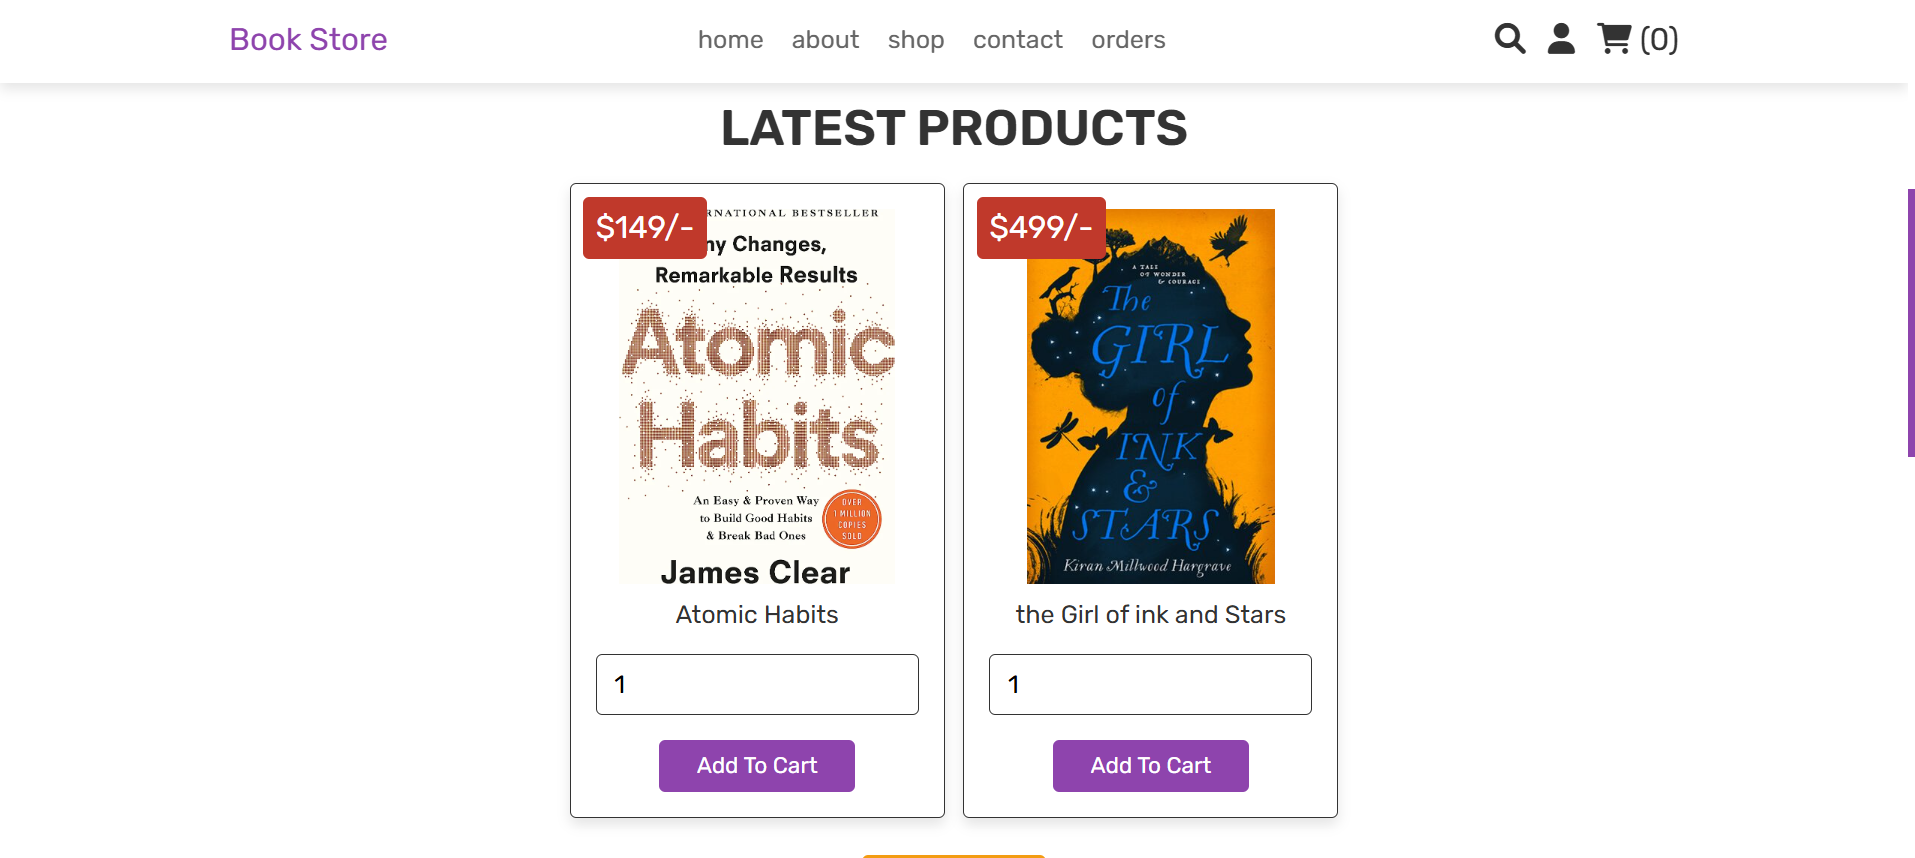 Book Store
home about shop contact orders
(0)
LATEST PRODUCTS
$149/-
RNATIONAL BESTSELLER
ny Changes,
Remarkable Results
Atomic
Habits
An Easy & Proven Way
to Build Good Habits
& Break Bad Ones
OVER
1 MILLION
COPIES
SOLD
James Clear
Atomic Habits
1
Add To Cart
$499/-
A TALE
OF WONDER
& COURAGE
The
GIRL
of
INK
&
STARS
Kiran Millwood Hargrave
the Girl of ink and Stars
1
Add To Cart